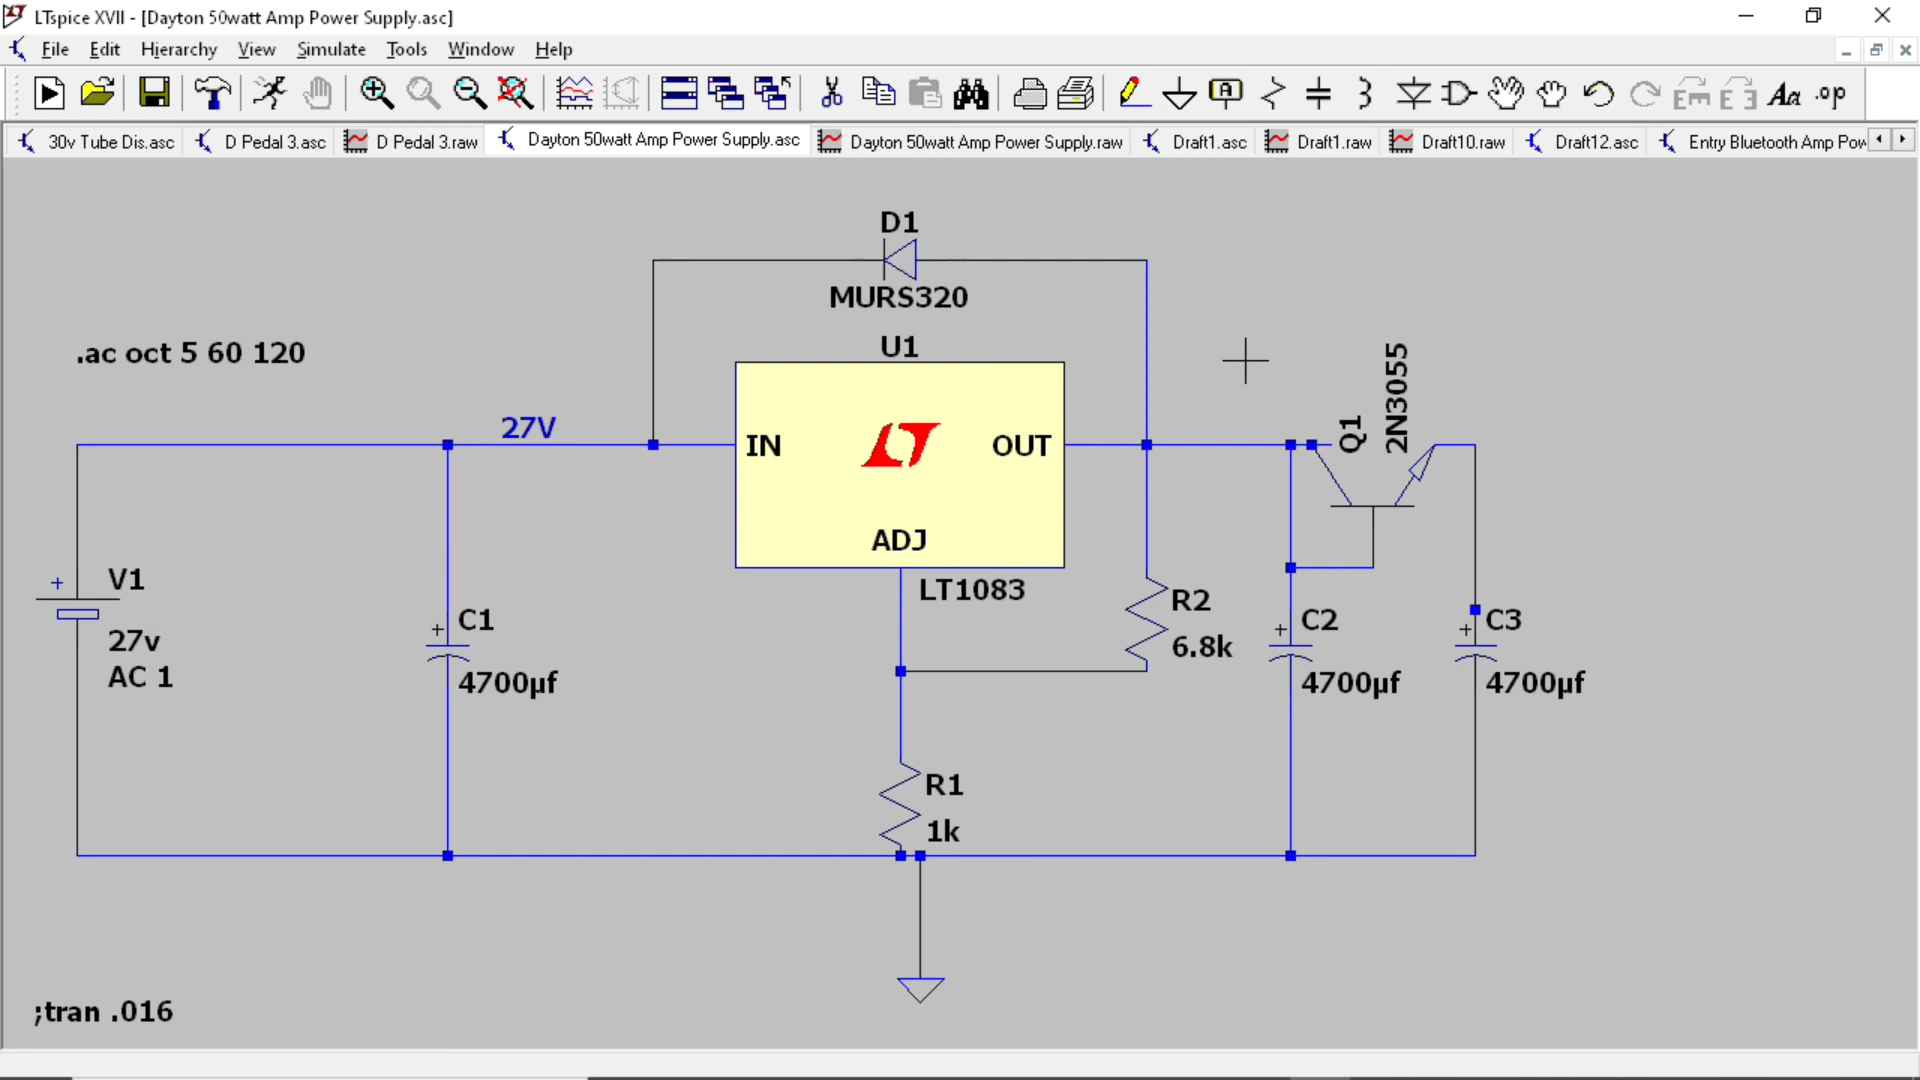 LTspice XVII - [Dayton 50watt Amp Power Supply.asc]
File Edit Hierarchy View Simulate Tools Window Help
A Aa .op
30v Tube Dis.asc D Pedal 3.asc D Pedal 3.raw Dayton 50watt Amp Power Supply.asc Dayton 50watt Amp Power Supply.raw Draft1.asc Draft1.raw Draft10.raw Draft12.asc Entry Bluetooth Amp Pow
D1
MURS320
U1
.ac oct 5 60 120
27V
IN OUT
ADJ
LT1083
Q1
2N3055
V1
27v
AC 1
C1
4700µf
R2
6.8k
C2
4700µf
C3
4700µf
R1
1k
;tran .016